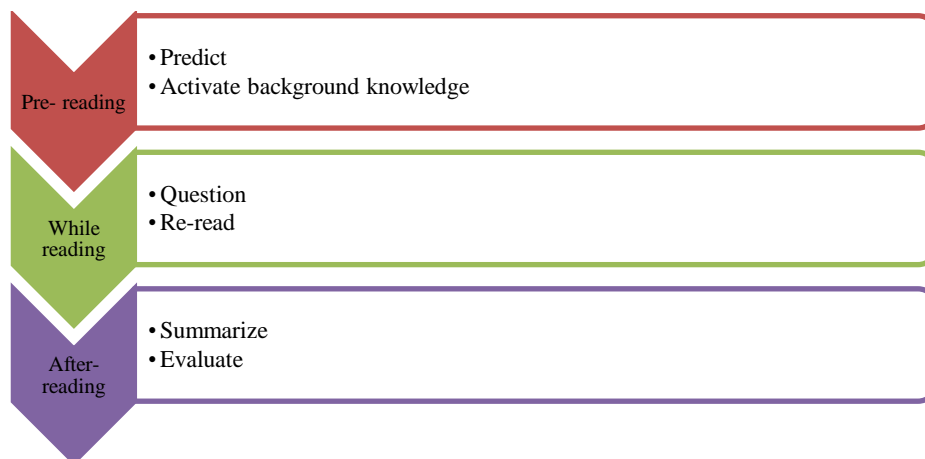 Pre- reading
• Predict
• Activate background knowledge
While
reading
• Question
• Re-read
After-
reading
• Summarize
• Evaluate